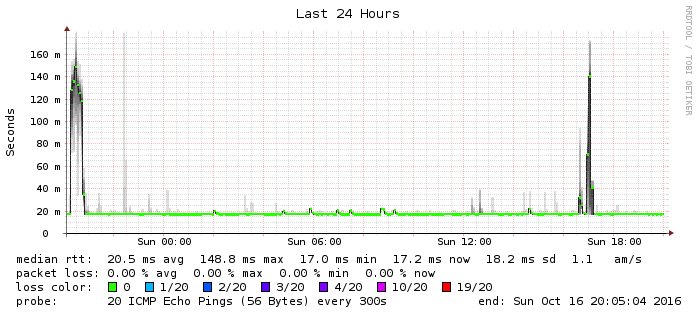 Last 24 Hours
RRDTOOL / TOBI OETIKER
Seconds
160 m
140 m
120 m
100 m
80 m
60 m
40 m
20 m
0
Sun 00:00 Sun 06:00 Sun 12:00 Sun 18:00
median rtt: 20.5 ms avg 148.8 ms max 17.0 ms min 17.2 ms now 18.2 ms sd 1.1 am/s
packet loss: 0.00 % avg 0.00 % max 0.00 % min 0.00 % now
loss color: 0 1/20 2/20 3/20 4/20 10/20 19/20
probe: 20 ICMP Echo Pings (56 Bytes) every 300s end: Sun Oct 16 20:05:04 2016